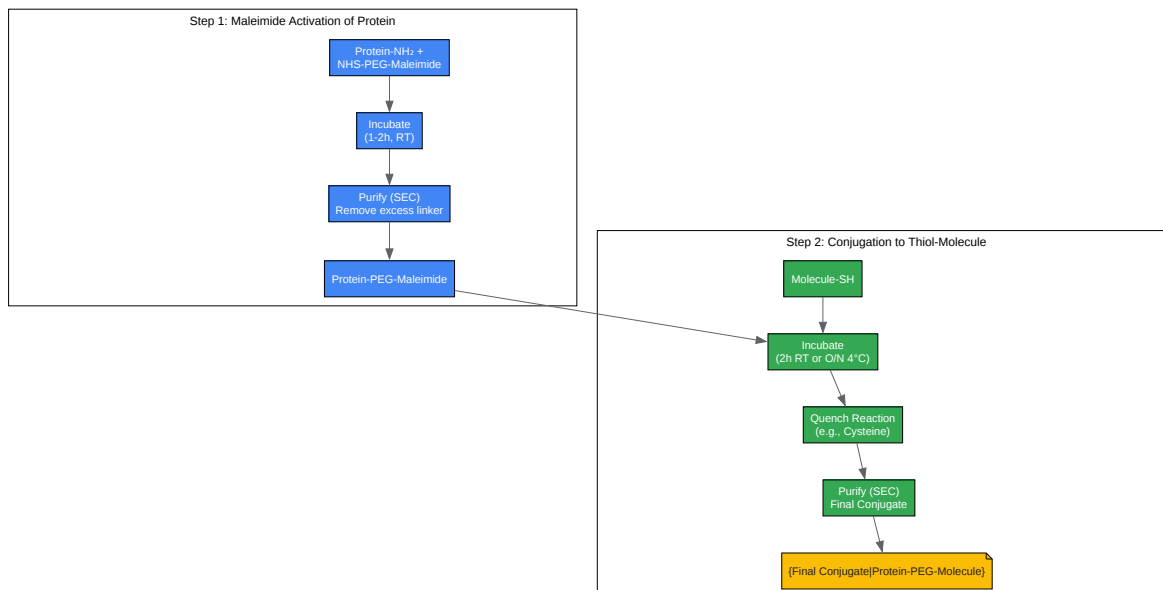 Step 1: Maleimide Activation of Protein
Protein-NH₂ +
NHS-PEG-Maleimide
Incubate
(1-2h, RT)
Purify (SEC)
Remove excess linker
Protein-PEG-Maleimide
Step 2: Conjugation to Thiol-Molecule
Molecule-SH
Incubate
(2h RT or O/N 4°C)
Quench Reaction
(e.g., Cysteine)
Purify (SEC)
Final Conjugate
{Final Conjugate|Protein-PEG-Molecule}